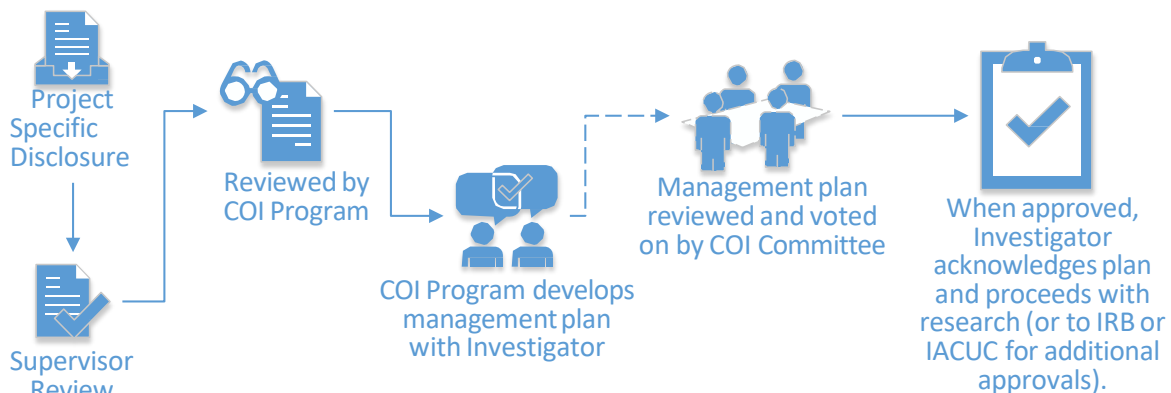 Project
Specific
Disclosure
Supervisor
Review
Reviewed by
COI Program
COI Program develops
management plan
with Investigator
Management plan
reviewed and voted
on by COI Committee
When approved,
Investigator
acknowledges plan
and proceeds with
research (or to IRB or
IACUC for additional
approvals).